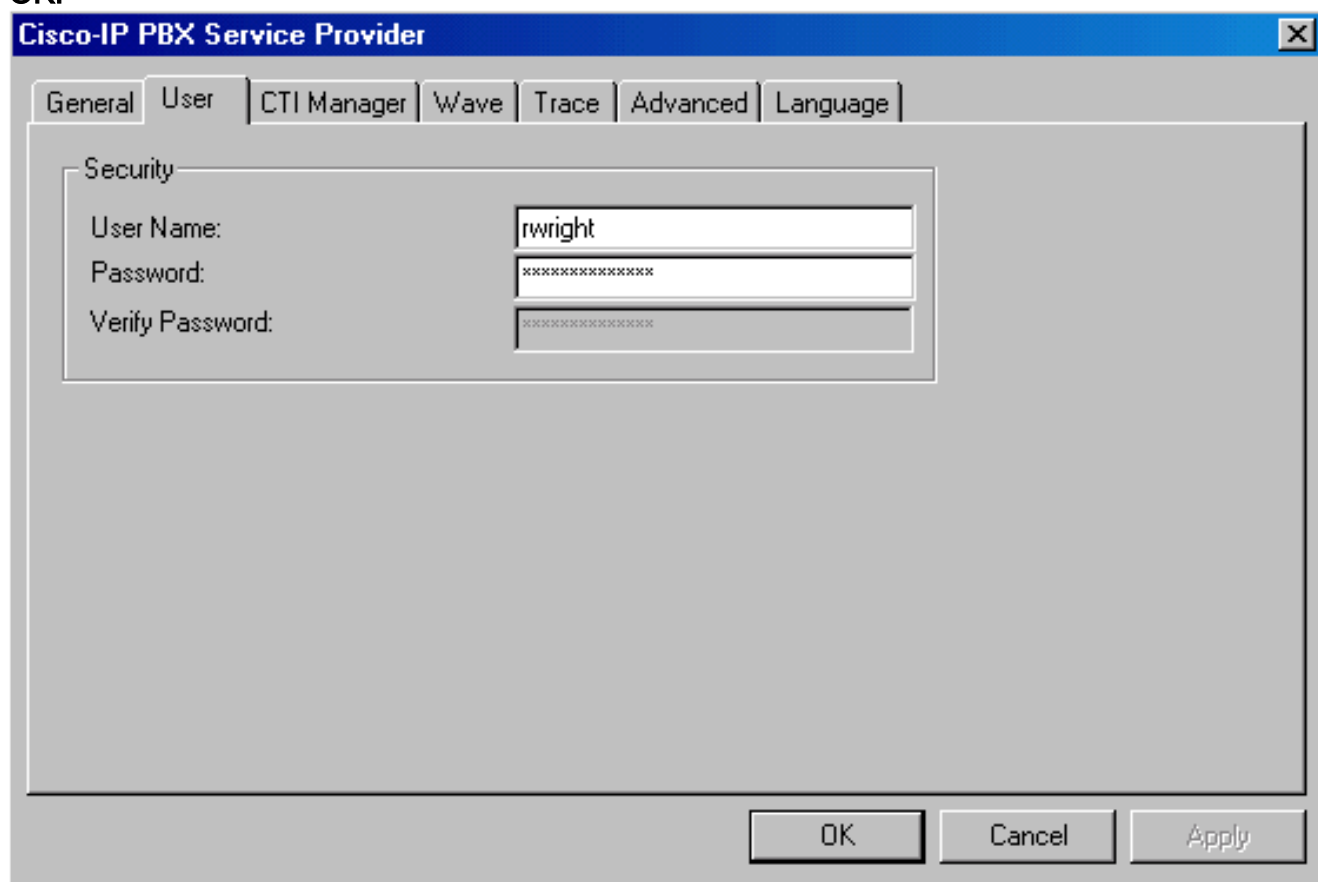 OK.
Cisco-IP PBX Service Provider
General User CTI Manager Wave Trace Advanced Language
Security
User Name: rwright
Password: **************
Verify Password: **************
OK Cancel Apply